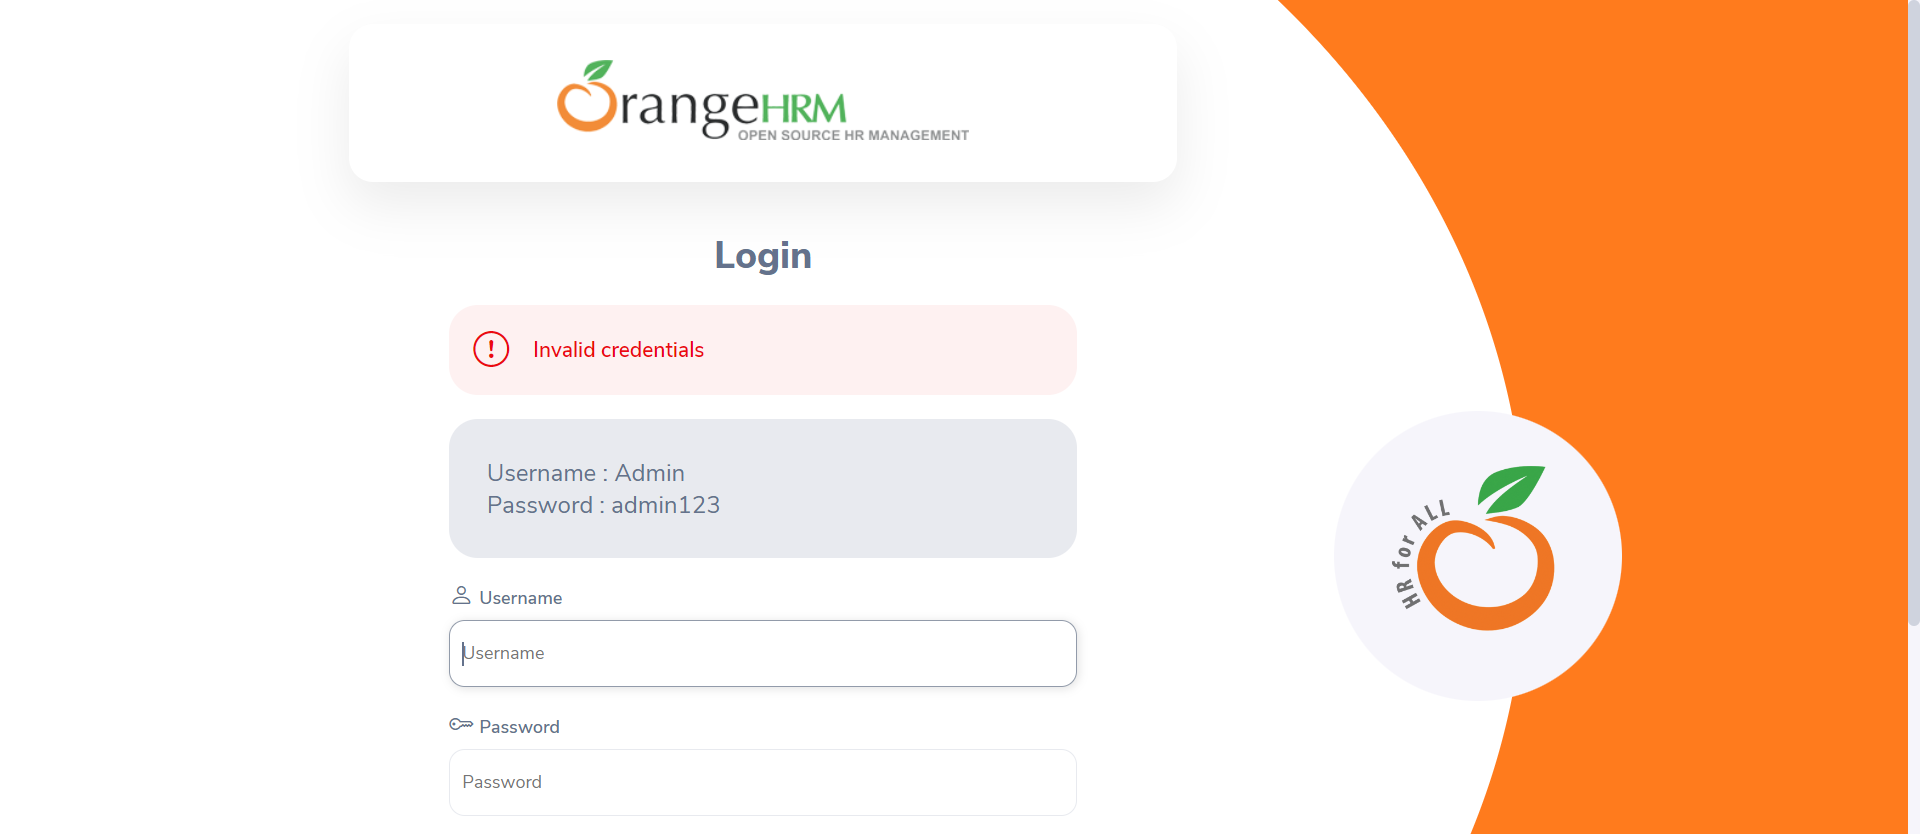 OrangeHRM
OPEN SOURCE HR MANAGEMENT
Login
! Invalid credentials
Username : Admin
Password : admin123
Username
Username
Password
Password
HR for ALL